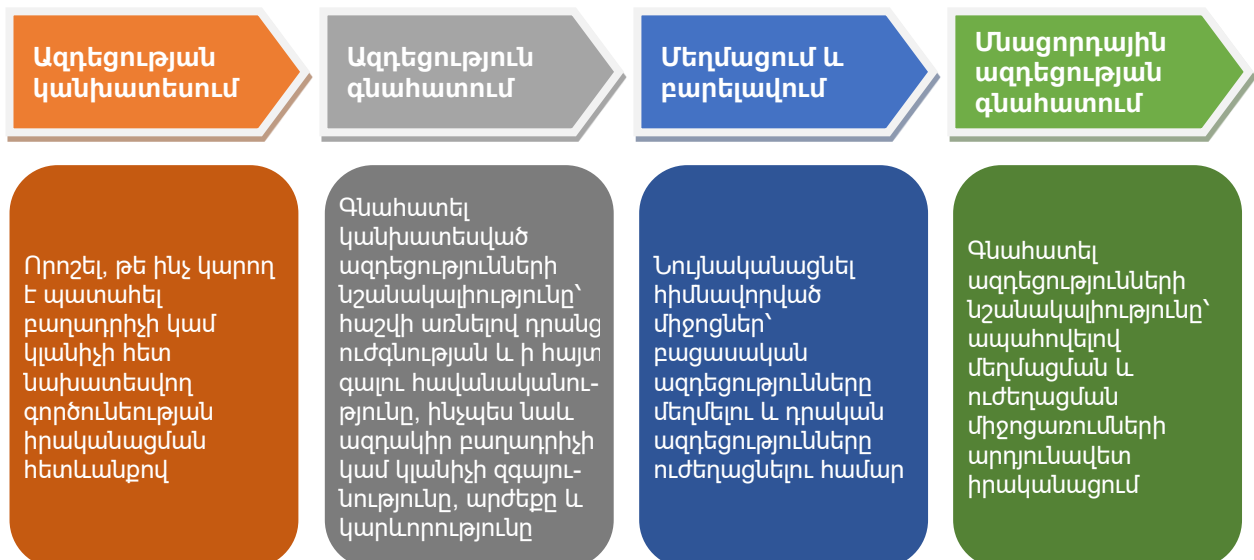 Ազդեցության
կանխատեսում
Ազդեցություն
գնահատում
Մեղմացում և
բարելավում
Մնացորդային
ազդեցության
գնահատում
Որոշել, թե ինչ կարող
է պատահել
բաղադրիչի կամ
կլանիչի հետ
նախատեսվող
գործունեության
իրականացման
հետևանքով
Գնահատել
կանխատեսված
ազդեցությունների
նշանակալիությունը՝
հաշվի առնելով դրանց
ուժգնության և ի հայտ
գալու հավանականու-
թյունը, ինչպես նաև
ազդակիր բաղադրիչի
կամ կլանիչի զգայու-
նությունը, արժեքը և
կարևորությունը
Նույնականացնել
հիմնավորված
միջոցներ՝
բացասական
ազդեցությունները
մեղմելու և դրական
ազդեցությունները
ուժեղացնելու համար
Գնահատել
ազդեցությունների
նշանակալիությունը՝
ապահովելով
մեղմացման և
ուժեղացման
միջոցառումների
արդյունավետ
իրականացում